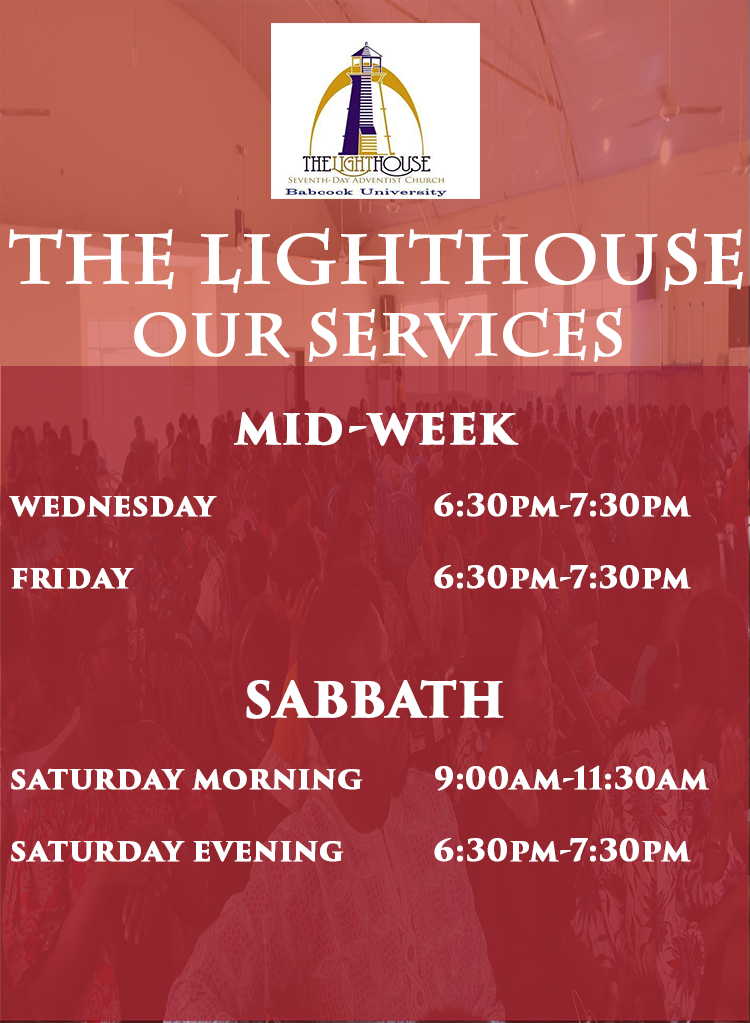 THE LIGHTHOUSE
SEVENTH-DAY ADVENTIST CHURCH
Babcock University
THE LIGHTHOUSE
OUR SERVICES
MID-WEEK
WEDNESDAY 6:30PM-7:30PM
FRIDAY 6:30PM-7:30PM
SABBATH
SATURDAY MORNING 9:00AM-11:30AM
SATURDAY EVENING 6:30PM-7:30PM